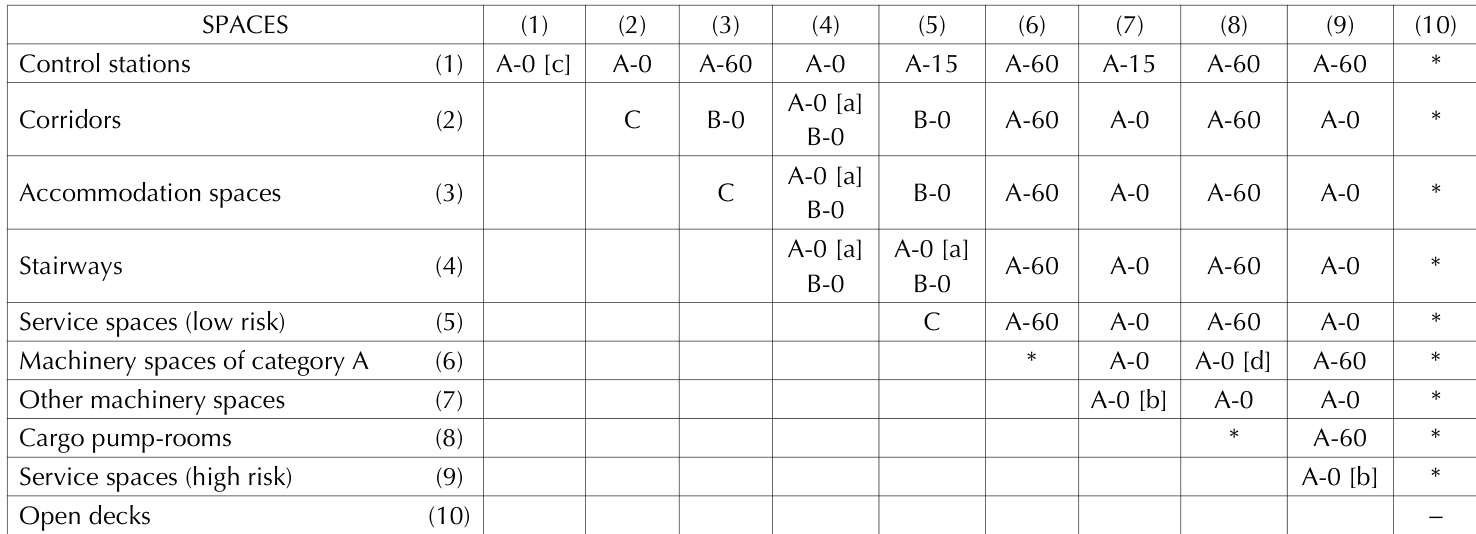 SPACES (1) (2) (3) (4) (5) (6) (7) (8) (9) (10)
Control stations (1) A-0 [c] A-0 A-60 A-0 A-15 A-60 A-15 A-60 A-60 *
Corridors (2) C B-0 A-0 [a] B-0 B-0 A-60 A-0 A-60 A-0 *
Accommodation spaces (3) C A-0 [a] B-0 B-0 A-60 A-0 A-60 A-0 *
Stairways (4) A-0 [a] B-0 A-0 [a] B-0 A-60 A-0 A-60 A-0 *
Service spaces (low risk) (5) C A-60 A-0 A-60 A-0 *
Machinery spaces of category A (6) * A-0 A-0 [d] A-60 *
Other machinery spaces (7) A-0 [b] A-0 A-0 *
Cargo pump-rooms (8) * A-60 *
Service spaces (high risk) (9) A-0 [b] *
Open decks (10) –